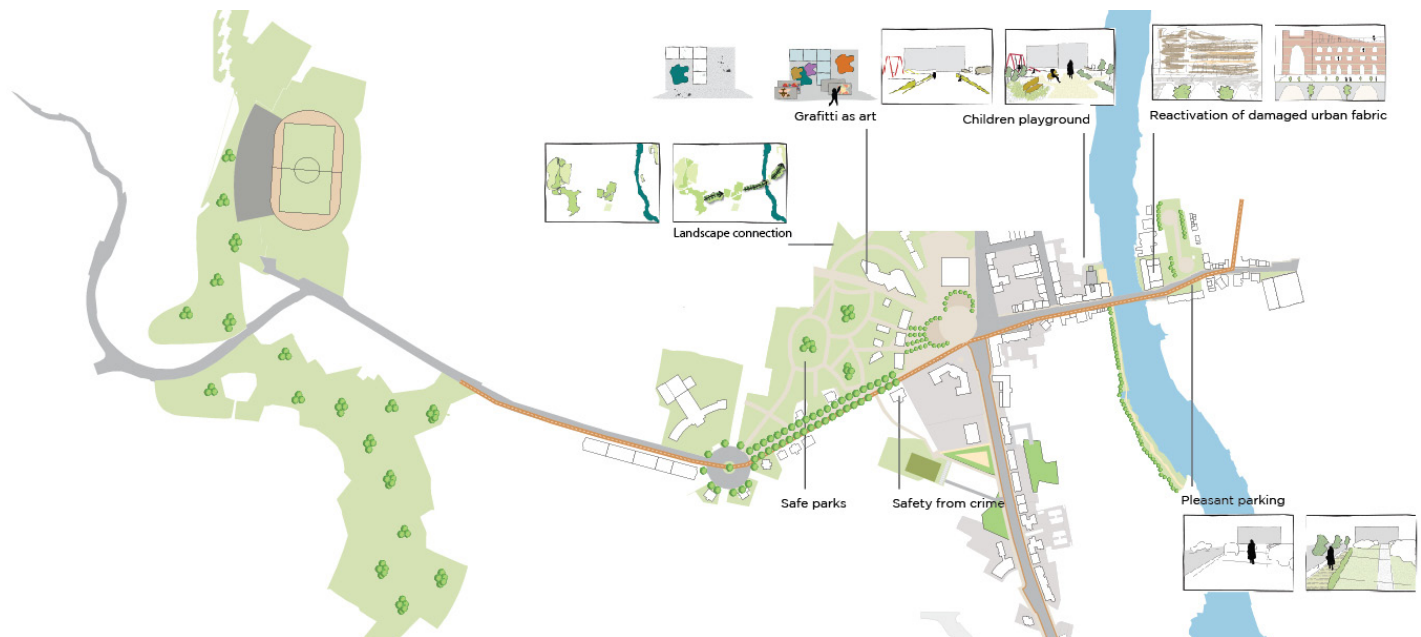 Grafitti as art
Children playground
Reactivation of damaged urban fabric
Landscape connection
Safe parks
Safety from crime
Pleasant parking